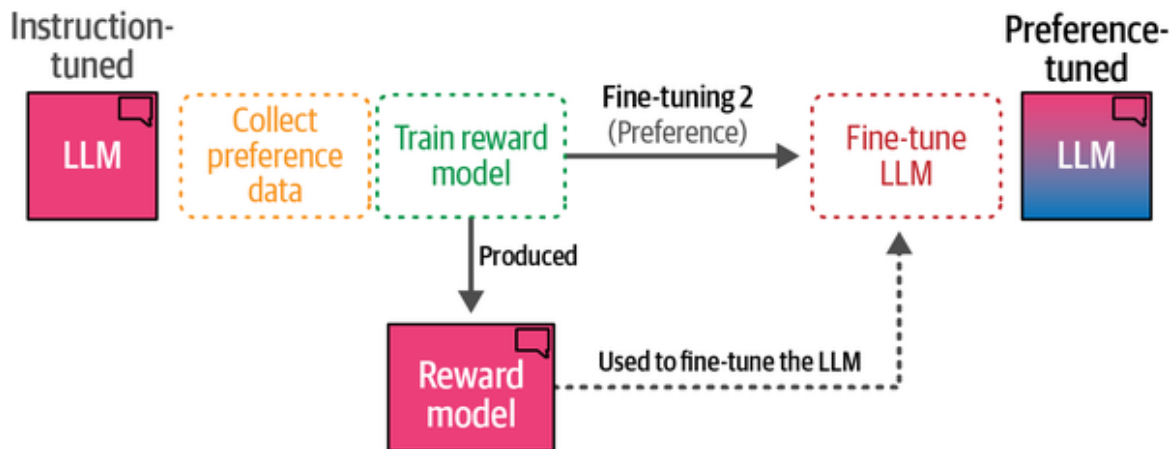 Instruction-
tuned
LLM
Collect
preference
data
Train reward
model
Fine-tuning 2
(Preference)
Fine-tune
LLM
Preference-
tuned
LLM
Produced
Reward
model
Used to fine-tune the LLM